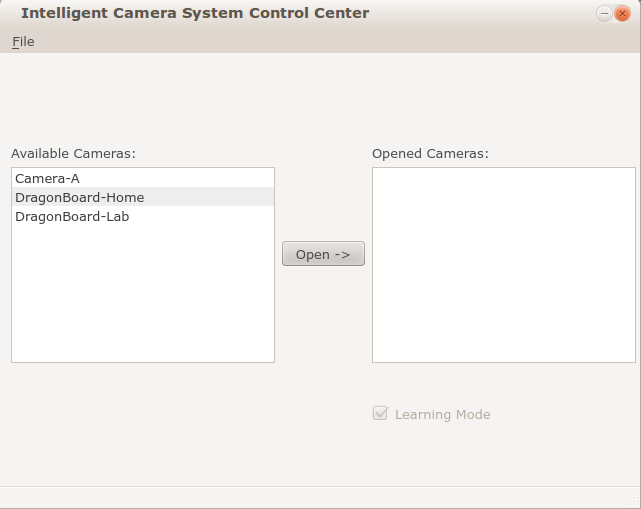 Intelligent Camera System Control Center
File
Available Cameras:
Opened Cameras:
Camera-A
DragonBoard-Home
DragonBoard-Lab
Open ->
Learning Mode